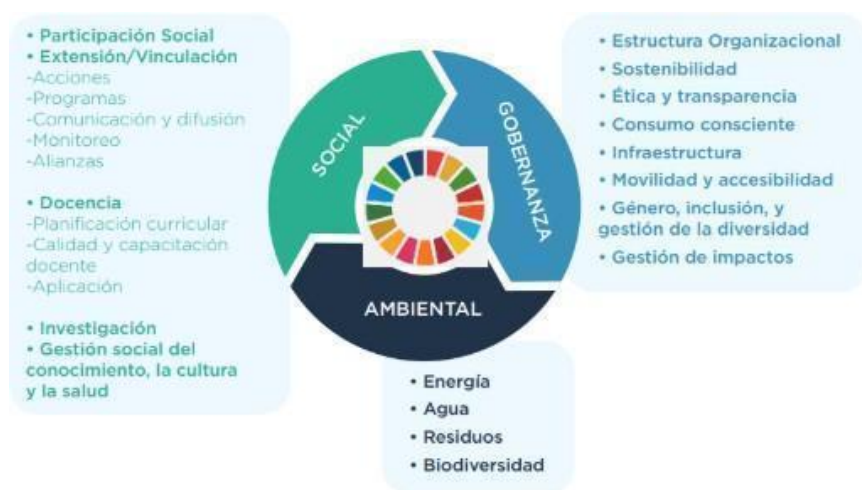 • Participación Social
• Extensión/Vinculación
-Acciones
-Programas
-Comunicación y difusión
-Monitoreo
-Alianzas
• Docencia
-Planificación curricular
-Calidad y capacitación
docente
-Aplicación
• Investigación
• Gestión social del
conocimiento, la cultura
y la salud
SOCIAL
GOBERNANZA
AMBIENTAL
• Estructura Organizacional
• Sostenibilidad
• Ética y transparencia
• Consumo consciente
• Infraestructura
• Movilidad y accesibilidad
• Género, inclusión, y
gestión de la diversidad
• Gestión de impactos
• Energía
• Agua
• Residuos
• Biodiversidad